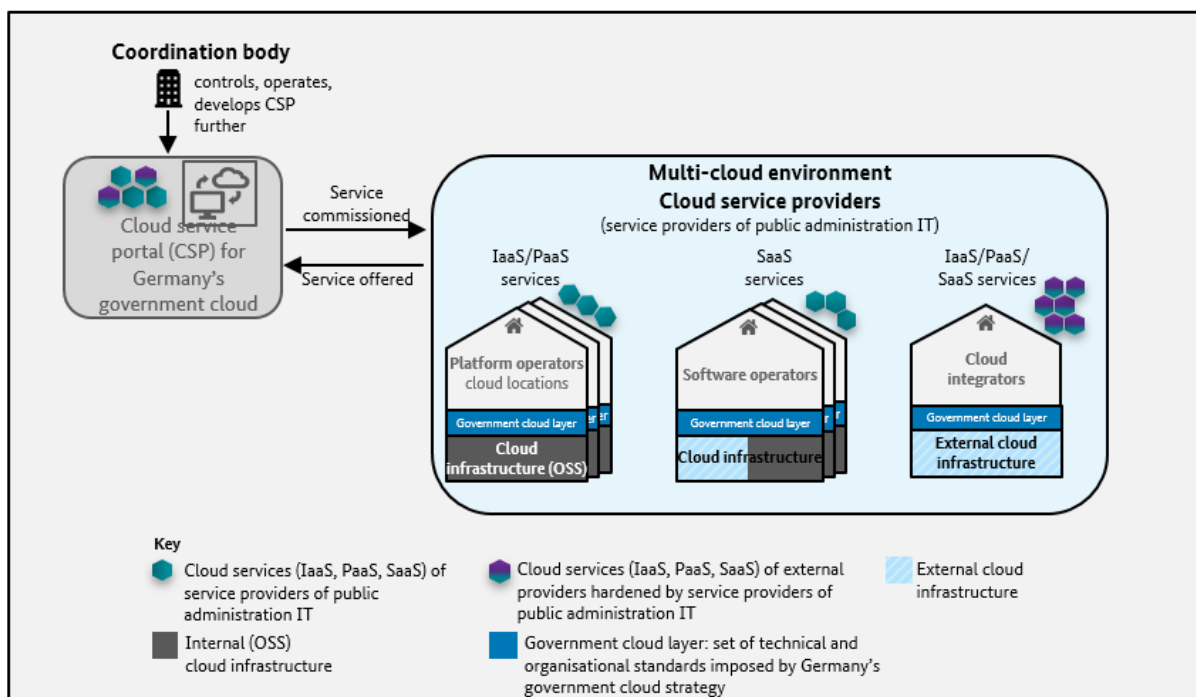 Coordination body
controls, operates,
develops CSP
further
Cloud service
portal (CSP) for
Germany's
government cloud
Service
commissioned
Service offered
Multi-cloud environment
Cloud service providers
(service providers of public administration IT)
IaaS/PaaS
services
Platform operators
cloud locations
Government cloud layer
er
er
Cloud
infrastructure (OSS)
SaaS
services
Software operators
Government cloud layer
er
er
Cloud infrastructure
IaaS/PaaS/
SaaS services
Cloud
integrators
Government cloud layer
External cloud
infrastructure
Key
Cloud services (IaaS, PaaS, SaaS) of
service providers of public
administration IT
Cloud services (IaaS, PaaS, SaaS) of external
providers hardened by service providers of
public administration IT
External cloud
infrastructure
Internal (OSS)
cloud infrastructure
Government cloud layer: set of technical and
organisational standards imposed by Germany's
government cloud strategy